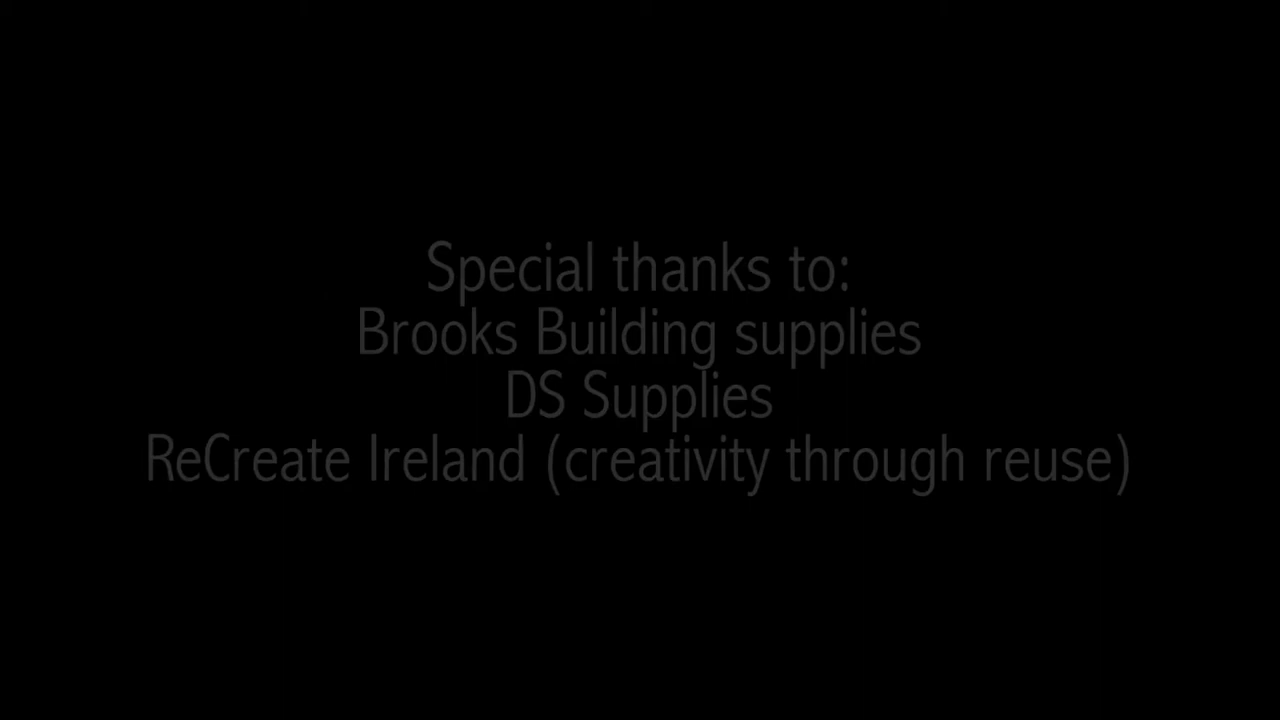 Special thanks to:
Brooks Building supplies
DS Supplies
ReCreate Ireland (creativity through reuse)